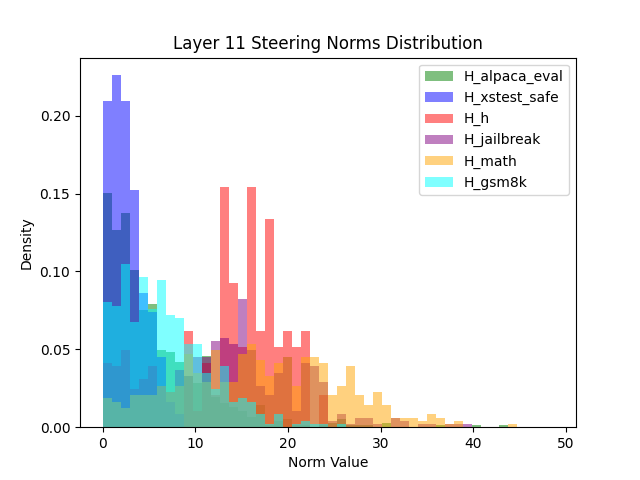 Layer 11 Steering Norms Distribution
H_alpaca_eval
H_xstest_safe
H_h
H_jailbreak
H_math
H_gsm8k
Density
0.20
0.15
0.10
0.05
0.00
0
10
20
30
40
50
Norm Value